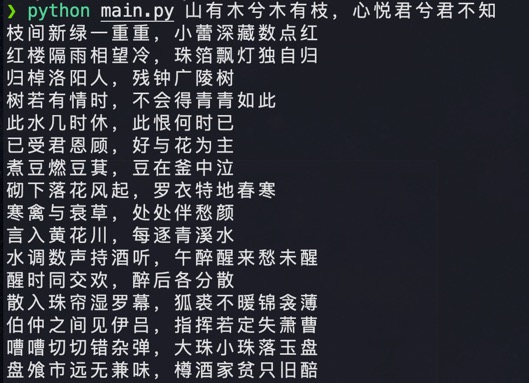 ❯ python main.py 山有木兮木有枝，心悦君兮君不知
枝间新绿一重重，小蕾深藏数点红
红楼隔雨相望冷，珠箔飘灯独自归
归棹洛阳人，残钟广陵树
树若有情时，不会得青青如此
此水几时休，此恨何时已
已受君恩顾，好与花为主
煮豆燃豆萁，豆在釜中泣
砌下落花风起，罗衣特地春寒
寒禽与衰草，处处伴愁颜
言入黄花川，每逐青溪水
水调数声持酒听，午醉醒来愁未醒
醒时同交欢，醉后各分散
散入珠帘湿罗幕，狐裘不暖锦衾薄
伯仲之间见伊吕，指挥若定失萧曹
嘈嘈切切错杂弹，大珠小珠落玉盘
盘飧市远无兼味，樽酒家贫只旧醅